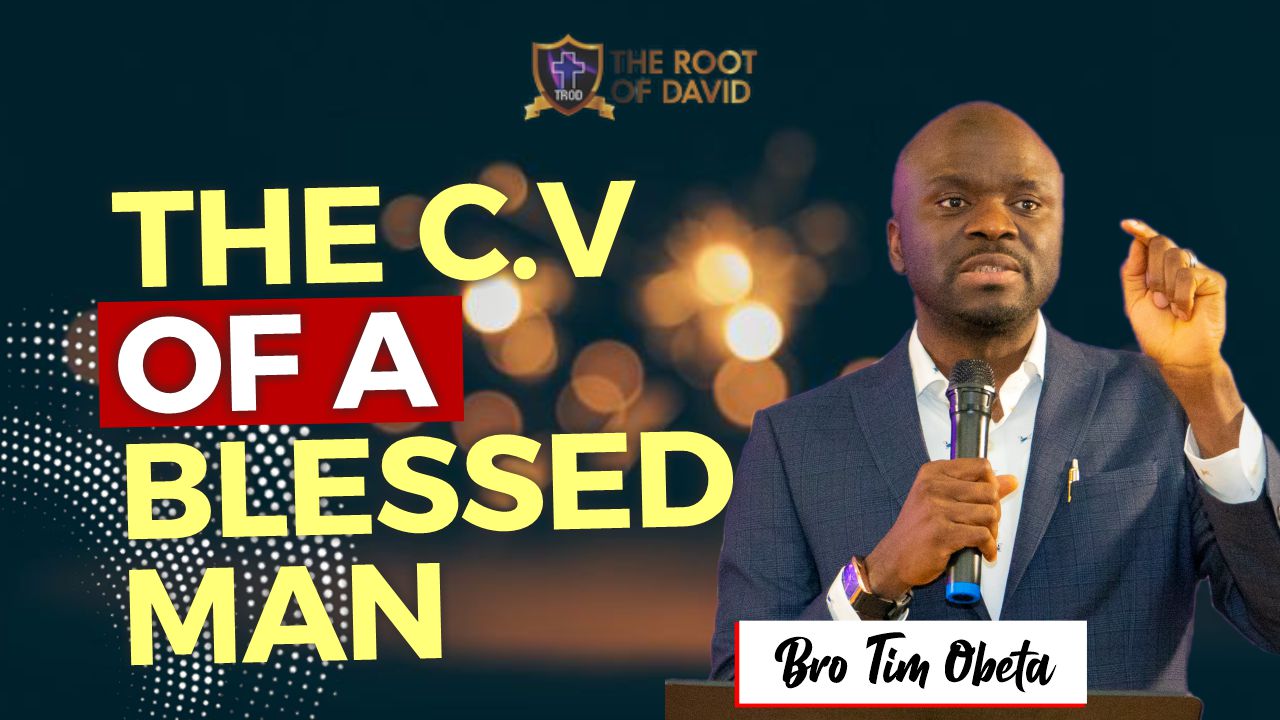 THE ROOT
OF DAVID
TROD
THE C.V
OF A
BLESSED
MAN
Bro Tim Obeta